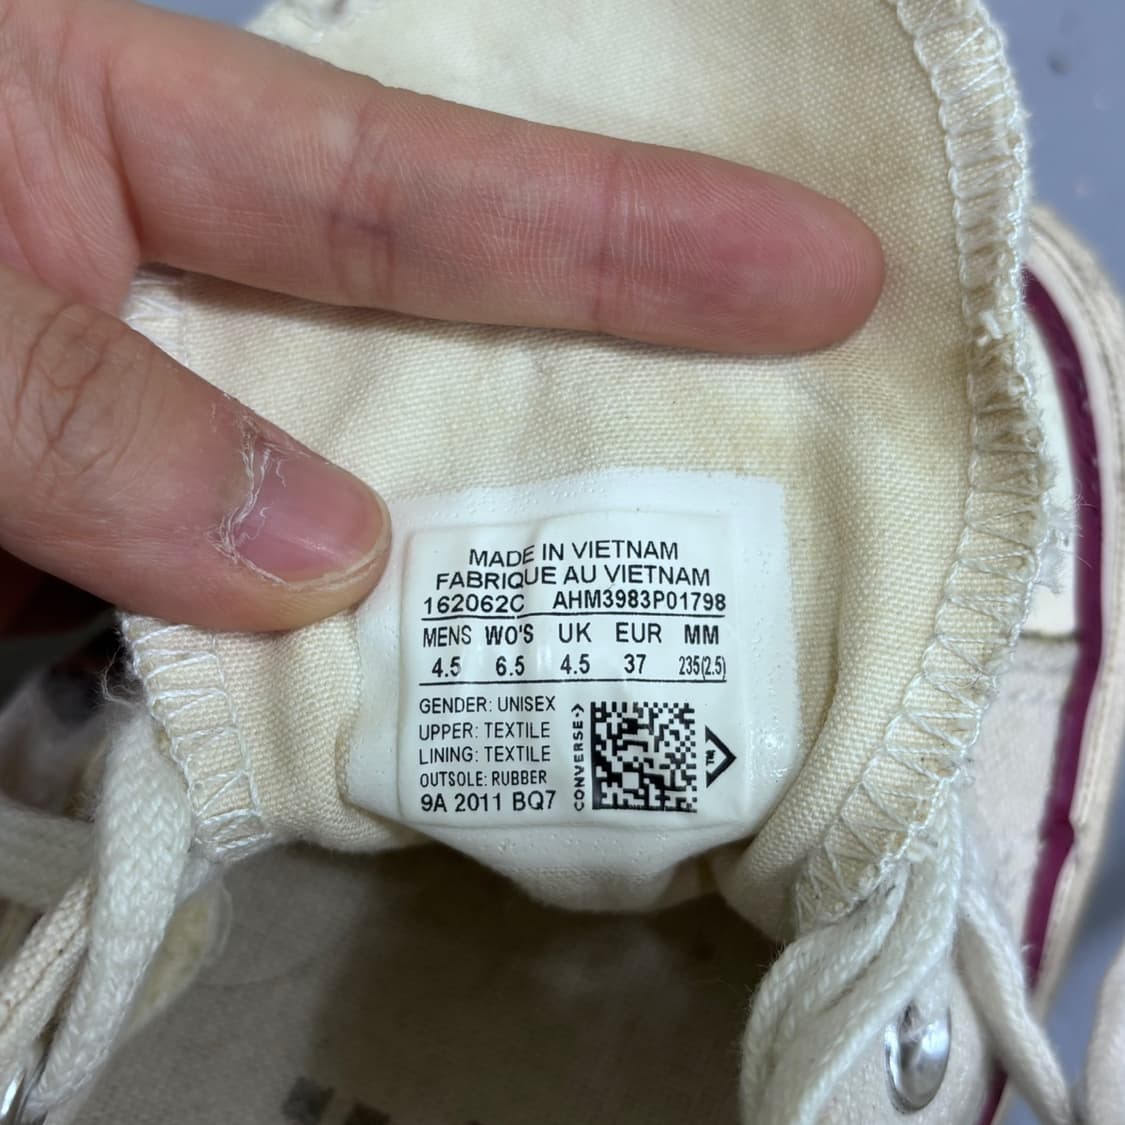 MADE IN VIETNAM
FABRIQUE AU VIETNAM
162062C AHM3983P01798
MENS WO'S UK EUR MM
4.5 6.5 4.5 37 235(2.5)
GENDER: UNISEX
UPPER: TEXTILE
LINING: TEXTILE
OUTSOLE: RUBBER
9A 2011 BQ7
CONVERSE
TM